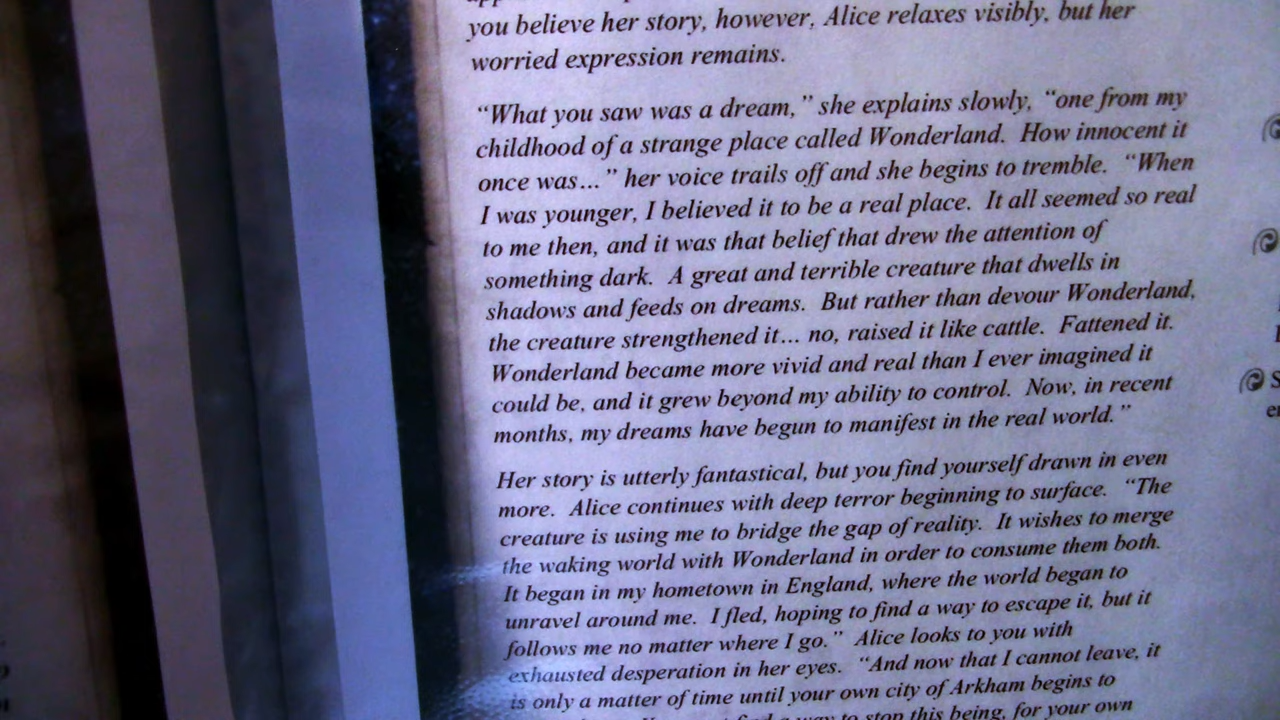 you believe her story, however, Alice relaxes visibly, but her
worried expression remains.
“What you saw was a dream,” she explains slowly, “one from my
childhood of a strange place called Wonderland. How innocent it
once was...” her voice trails off and she begins to tremble. “When
I was younger, I believed it to be a real place. It all seemed so real
to me then, and it was that belief that drew the attention of
something dark. A great and terrible creature that dwells in
shadows and feeds on dreams. But rather than devour Wonderland,
the creature strengthened it... no, raised it like cattle. Fattened it.
Wonderland became more vivid and real than I ever imagined it
could be, and it grew beyond my ability to control. Now, in recent
months, my dreams have begun to manifest in the real world.”
Her story is utterly fantastical, but you find yourself drawn in even
more. Alice continues with deep terror beginning to surface. “The
creature is using me to bridge the gap of reality. It wishes to merge
the waking world with Wonderland in order to consume them both.
It began in my hometown in England, where the world began to
unravel around me. I fled, hoping to find a way to escape it, but it
follows me no matter where I go.” Alice looks to you with
exhausted desperation in her eyes. “And now that I cannot leave, it
is only a matter of time until your own city of Arkham begins to
find a way to stop this being, for your own